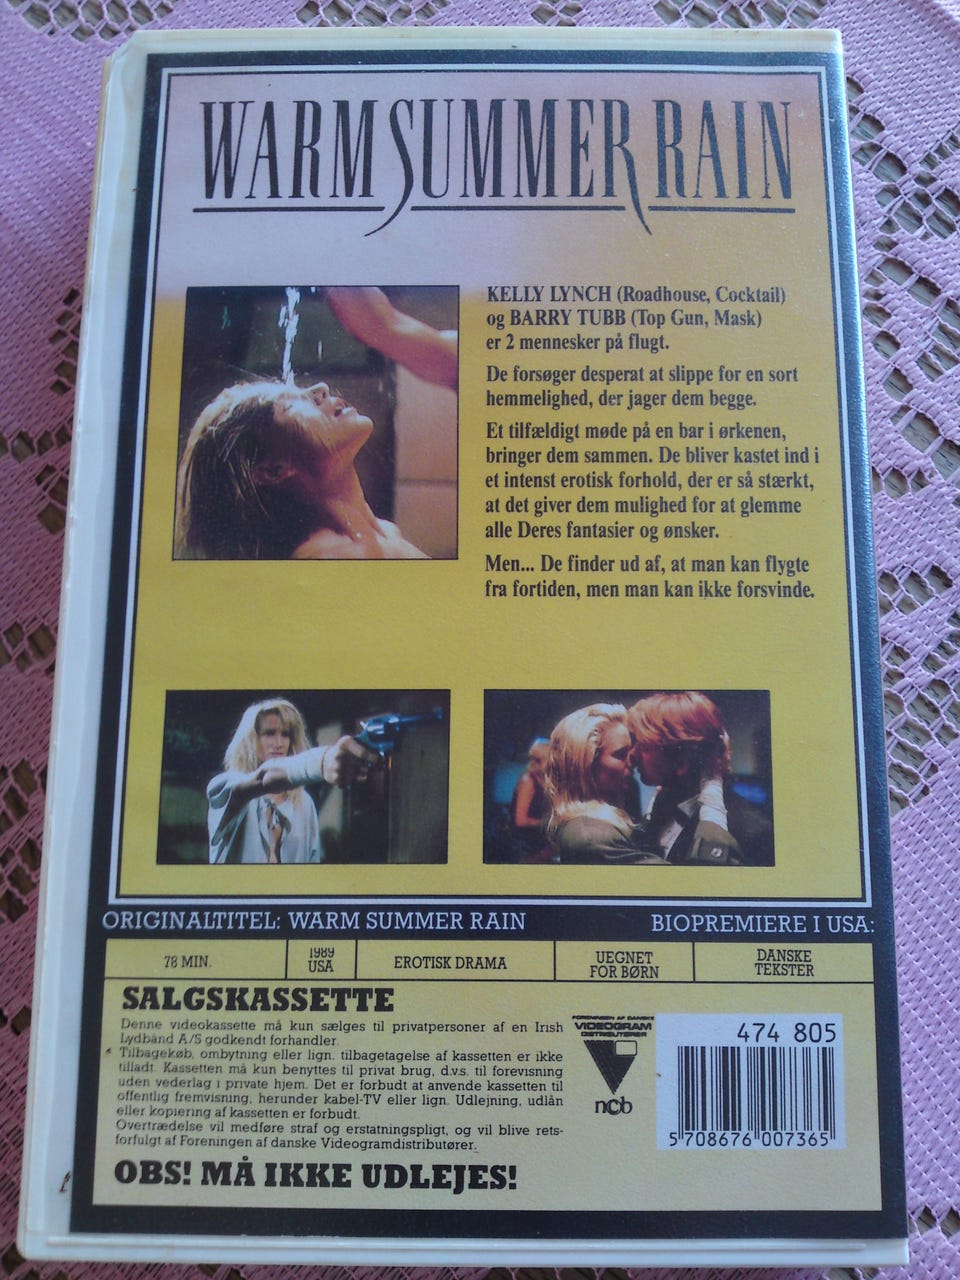 WARM SUMMER RAIN
KELLY LYNCH (Roadhouse, Cocktail)
og BARRY TUBB (Top Gun, Mask)
er 2 mennesker på flugt.
De forsøger desperat at slippe for en sort
hemmelighed, der jager dem begge.
Et tilfældigt møde på en bar i ørkenen,
bringer dem sammen. De bliver kastet ind i
et intenst erotisk forhold, der er så stærkt,
at det giver dem mulighed for at glemme
alle Deres fantasier og ønsker.
Men... De finder ud af, at man kan flygte
fra fortiden, men man kan ikke forsvinde.
ORIGINALTITEL: WARM SUMMER RAIN BIOPREMIERE I USA:
78 MIN.
1989
USA
EROTISK DRAMA
UEGNET
FOR BØRN
DANSKE
TEKSTER
SALGSKASSETTE
Denne videokassette må kun sælges til privatpersoner af en Irish
Lydbånd A/S godkendt forhandler.
Tilbagekøb, ombytning eller lign. tilbagetagelse af kassetten er ikke
tilladt. Kassetten må kun benyttes til privat brug, d.v.s. til forevisning
uden vederlag i private hjem. Det er forbudt at anvende kassetten til
offentlig fremvisning, herunder kabel-TV eller lign. Udlejning, udlån
eller kopiering af kassetten er forbudt.
Overtrædelse vil medføre straf og erstatningspligt, og vil blive rets-
forfulgt af Foreningen af danske Videogramdistributører.
OBS! MÅ IKKE UDLEJES!
FORENINGEN AF DANSKE
VIDEOGRAM
DISTRIBUTØRER
ncb
474 805
5 708676 007365